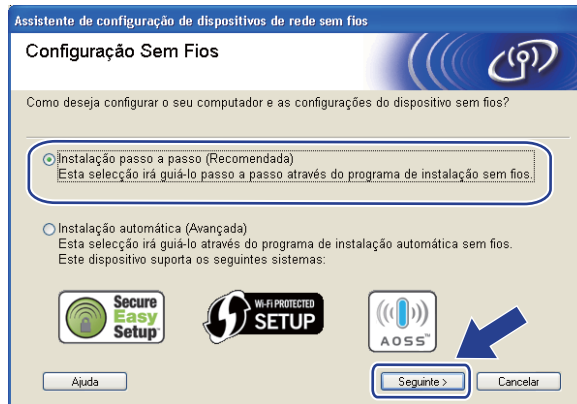 Assistente de configuração de dispositivos de rede sem fios
Configuração Sem Fios
Como deseja configurar o seu computador e as configurações do dispositivo sem fios?
Instalação passo a passo (Recomendada)
Esta selecção irá guiá-lo passo a passo através do programa de instalação sem fios.
Instalação automática (Avançada)
Esta selecção irá guiá-lo através do programa de instalação automática sem fios.
Este dispositivo suporta os seguintes sistemas:
Secure
Easy
Setup™
WI-FI PROTECTED
SETUP
AOSS™
Ajuda
Seguinte >
Cancelar